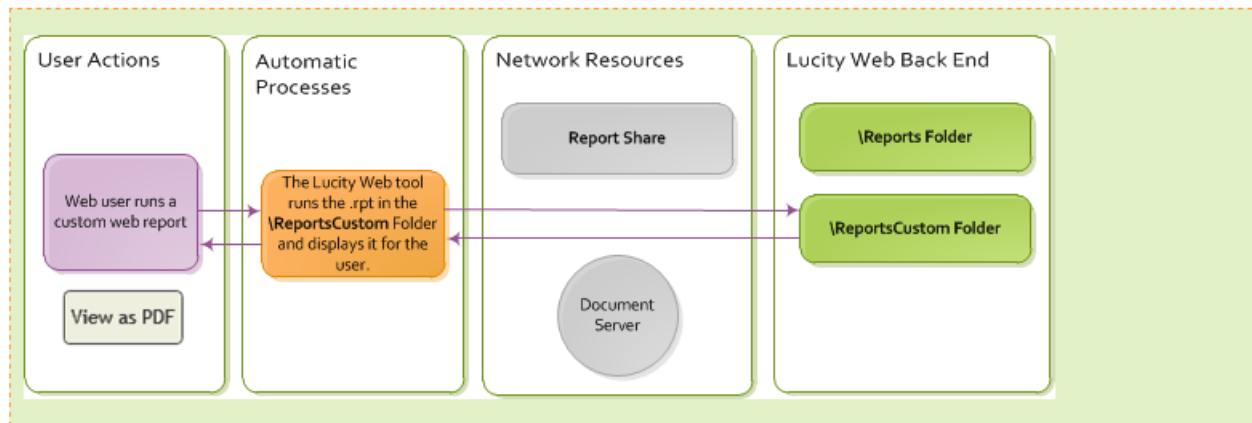 User Actions
Web user runs a
custom web report
View as PDF
Automatic
Processes
The Lucity Web tool
runs the .rpt in the
\ReportsCustom Folder
and displays it for the
user.
Network Resources
Report Share
Document
Server
Lucity Web Back End
\Reports Folder
\ReportsCustom Folder